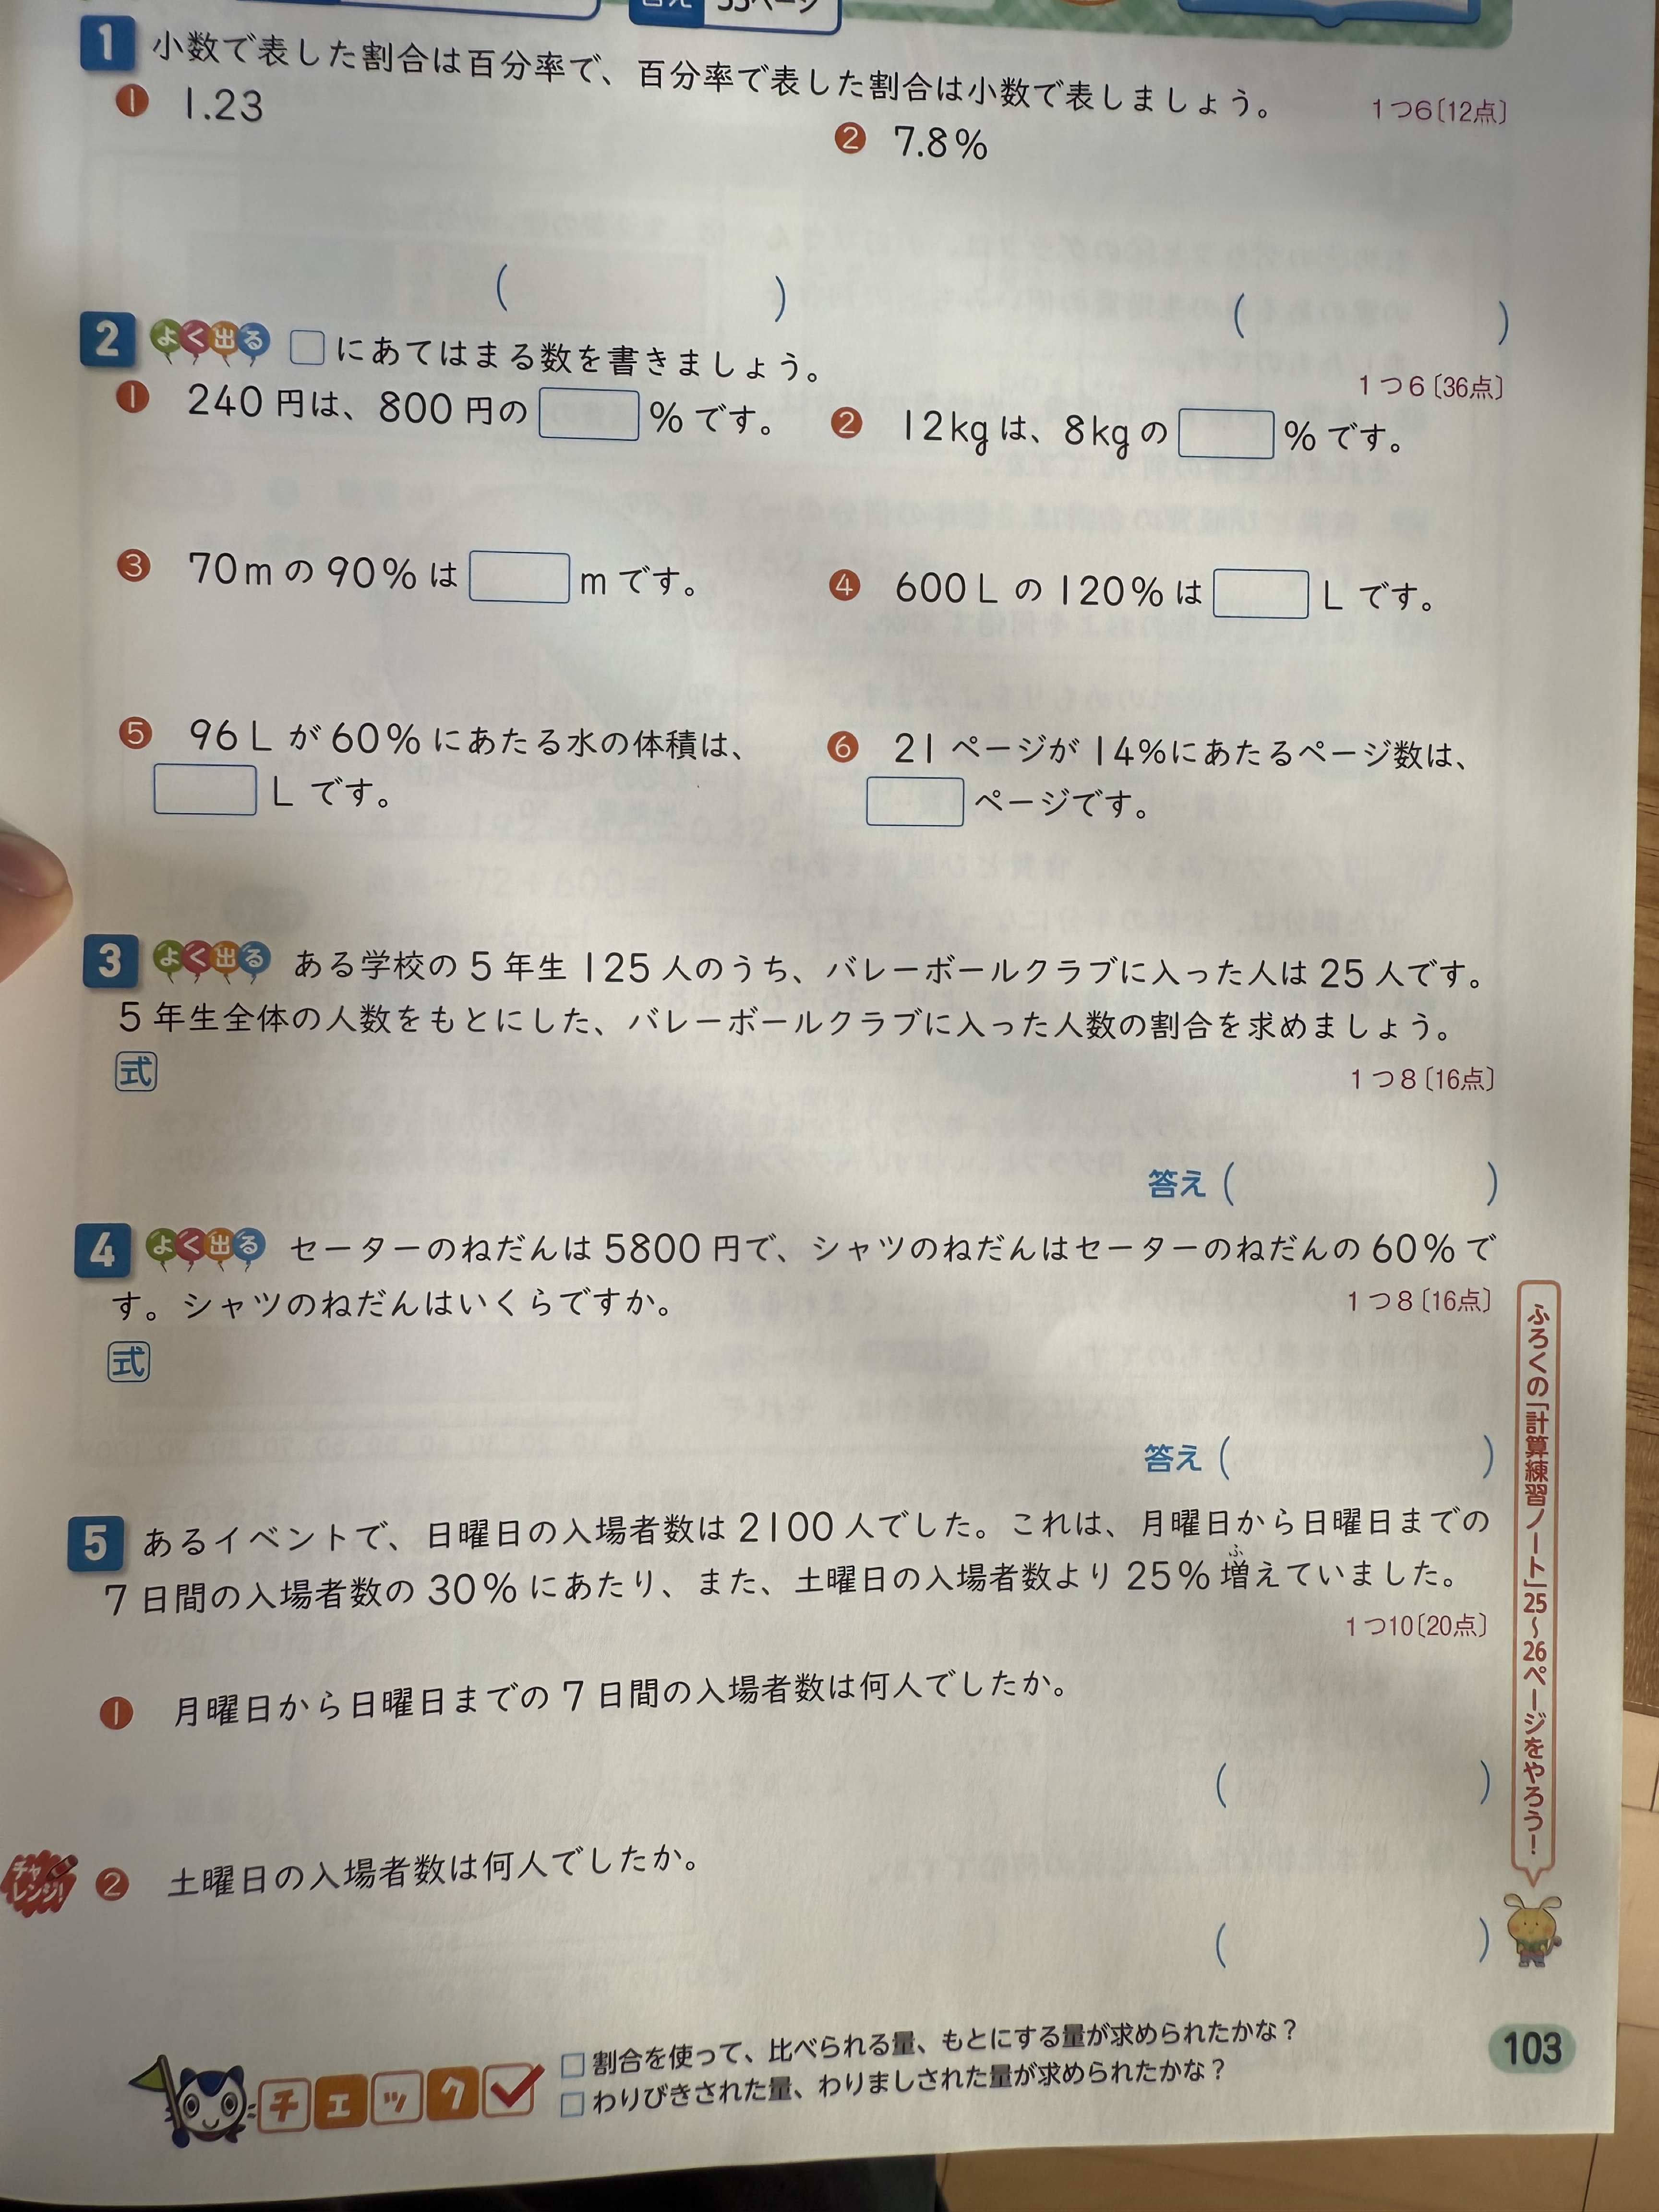 1 小数で表した割合は百分率で、百分率で表した割合は小数で表しましょう。 1つ6〔12点〕
❶ 1.23
❷ 7.8%
( ) ( )
2 よく出る □にあてはまる数を書きましょう。 1つ6〔36点〕
❶ 240円は、800円の□%です。
❷ 12kgは、8kgの□%です。
❸ 70mの90%は□mです。
❹ 600Lの120%は□Lです。
❺ 96Lが60%にあたる水の体積は、
□Lです。
❻ 21ページが14%にあたるページ数は、
□ページです。
3 よく出る ある学校の5年生125人のうち、バレーボールクラブに入った人は25人です。
5年生全体の人数をもとにした、バレーボールクラブに入った人数の割合を求めましょう。
1つ8〔16点〕
式
答え ( )
4 よく出る セーターのねだんは5800円で、シャツのねだんはセーターのねだんの60%で
す。シャツのねだんはいくらですか。 1つ8〔16点〕
式
答え ( )
5 あるイベントで、日曜日の入場者数は2100人でした。これは、月曜日から日曜日までの
7日間の入場者数の30%にあたり、また、土曜日の入場者数より25%増えていました。
ふ
1つ10〔20点〕
❶ 月曜日から日曜日までの7日間の入場者数は何人でしたか。
( )
チャレンジ!
❷ 土曜日の入場者数は何人でしたか。
( )
ふろくの「計算練習ノート」25〜26ページをやろう!
チェック
□ 割合を使って、比べられる量、もとにする量が求められたかな?
□ わりびきされた量、わりましされた量が求められたかな?
103